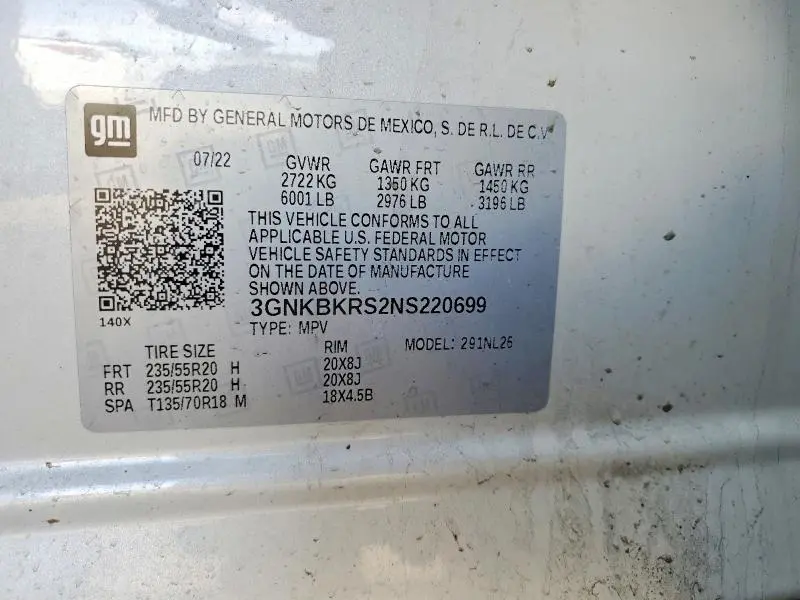 gm
MFD BY GENERAL MOTORS DE MEXICO, S. DE R.L. DE C.V
07/22 GVWR GAWR FRT GAWR RR
2722 KG 1350 KG 1450 KG
6001 LB 2976 LB 3196 LB
THIS VEHICLE CONFORMS TO ALL
APPLICABLE U.S. FEDERAL MOTOR
VEHICLE SAFETY STANDARDS IN EFFECT
ON THE DATE OF MANUFACTURE
SHOWN ABOVE.
3GNKBKRS2NS220699
140X
TYPE: MPV
TIRE SIZE RIM MODEL: 291NL26
FRT 235/55R20 H 20X8J
RR 235/55R20 H 20X8J
SPA T135/70R18 M 18X4.5B